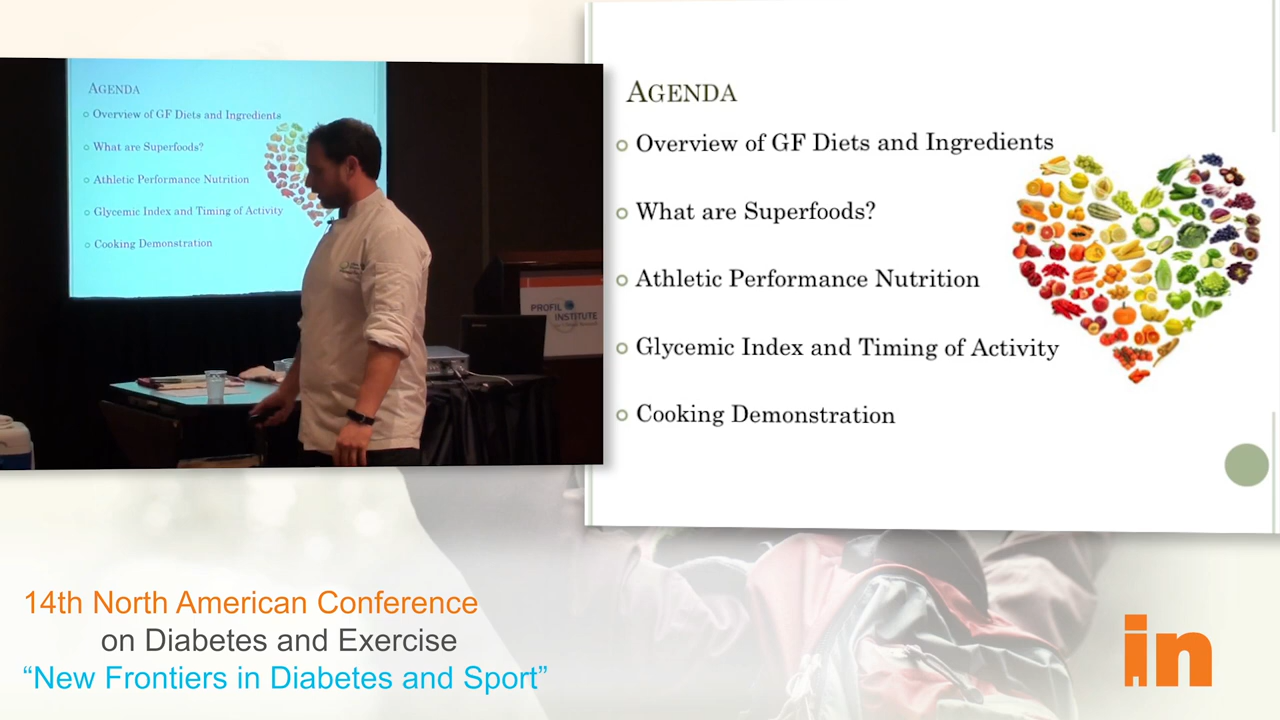 AGENDA
Overview of GF Diets and Ingredients
What are Superfoods?
Athletic Performance Nutrition
Glycemic Index and Timing of Activity
Cooking Demonstration
PROFIL
INSTITUTE
AGENDA
Overview of GF Diets and Ingredients
What are Superfoods?
Athletic Performance Nutrition
Glycemic Index and Timing of Activity
Cooking Demonstration
14th North American Conference
on Diabetes and Exercise
“New Frontiers in Diabetes and Sport”
in